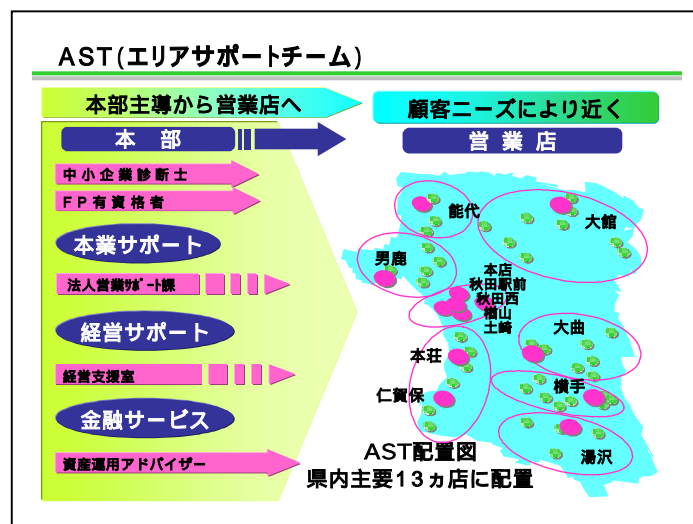 AST(エリアサポートチーム)
本部主導から営業店へ
顧客ニーズにより近く
本 部
営 業 店
中小企業診断士
FP有資格者
本業サポート
法人営業ｻﾎﾟｰﾄ課
経営サポート
経営支援室
金融サービス
資産運用アドバイザー
能代
大館
男鹿
本店
秋田駅前
秋田西
楢山
土崎
大曲
本荘
横手
仁賀保
湯沢
AST配置図
県内主要13ヵ店に配置